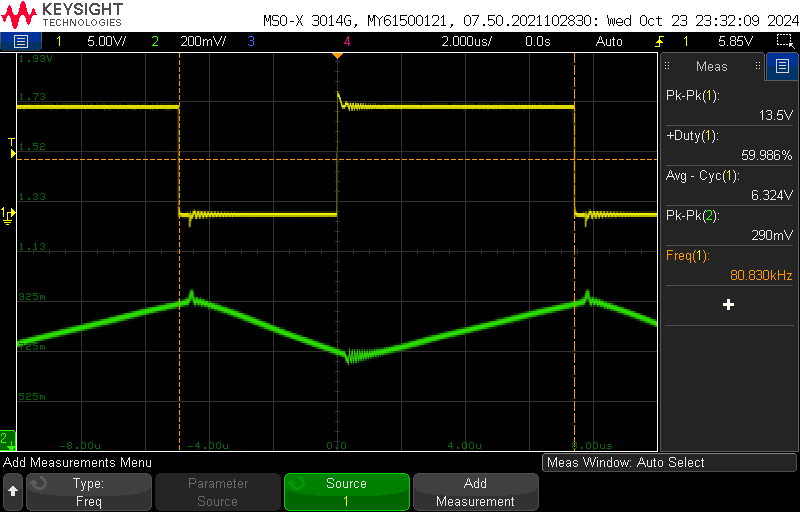 KEYSIGHT
TECHNOLOGIES
MSO-X 3014G, MY61500121, 07.50.2021102830: Wed Oct 23 23:32:09 2024
1 5.00V/ 2 200mV/ 3 4 2.000us/ 0.0s Auto 1 5.85V
1.93V
1.73
1.52
1.33
1.13
925m
725m
525m
T
1
2
-8.00u -4.00u 0.0 4.00u 8.00us
Meas
Pk-Pk(1):
13.5V
+Duty(1):
59.986%
Avg - Cyc(1):
6.324V
Pk-Pk(2):
290mV
Freq(1):
80.830kHz
Add Measurements Menu
Meas Window: Auto Select
Type:
Freq
Parameter
Source
Source
1
Add
Measurement